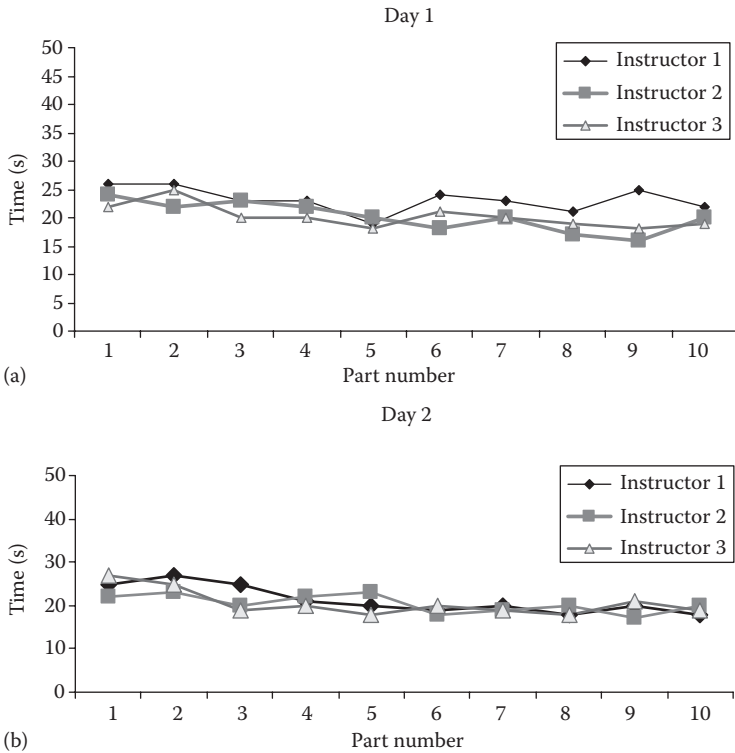 Day 1
50
45
40
35
30
25
20
15
10
5
0
Time (s)
Instructor 1
Instructor 2
Instructor 3
1 2 3 4 5 6 7 8 9 10
Part number
(a)
Day 2
50
40
30
20
10
0
Time (s)
Instructor 1
Instructor 2
Instructor 3
1 2 3 4 5 6 7 8 9 10
Part number
(b)